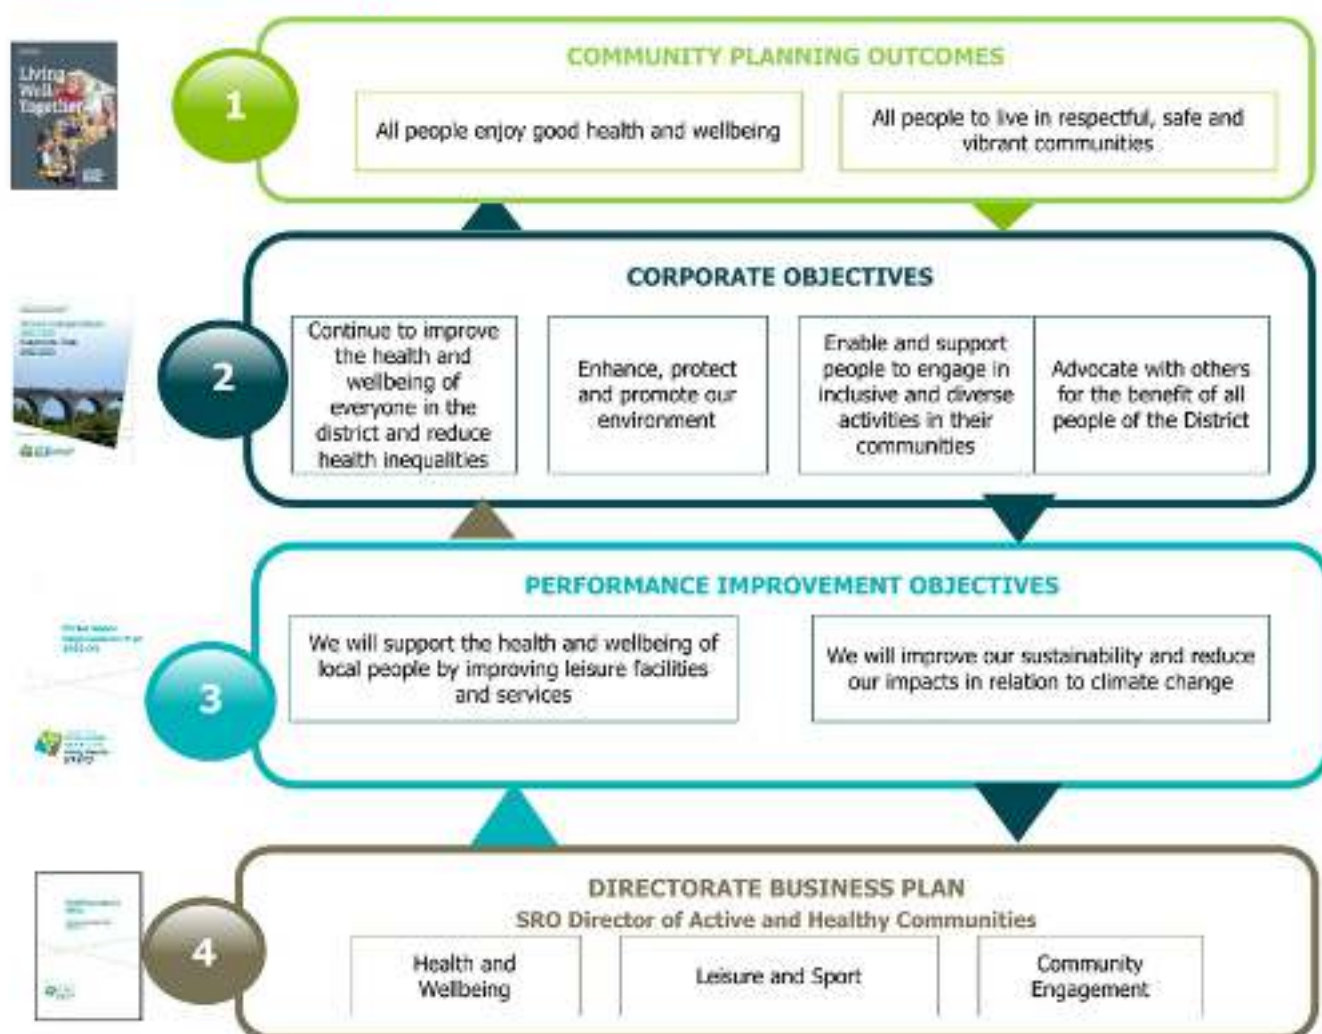 Living
Well
Together
1
COMMUNITY PLANNING OUTCOMES
All people enjoy good health and wellbeing
All people to live in respectful, safe and
vibrant communities
2
CORPORATE OBJECTIVES
Continue to improve
the health and
wellbeing of
everyone in the
district and reduce
health inequalities
Enhance, protect
and promote our
environment
Enable and support
people to engage in
inclusive and diverse
activities in their
communities
Advocate with others
for the benefit of all
people of the District
3
PERFORMANCE IMPROVEMENT OBJECTIVES
We will support the health and wellbeing of
local people by improving leisure facilities
and services
We will improve our sustainability and reduce
our impacts in relation to climate change
4
DIRECTORATE BUSINESS PLAN
SRO Director of Active and Healthy Communities
Health and
Wellbeing
Leisure and Sport
Community
Engagement